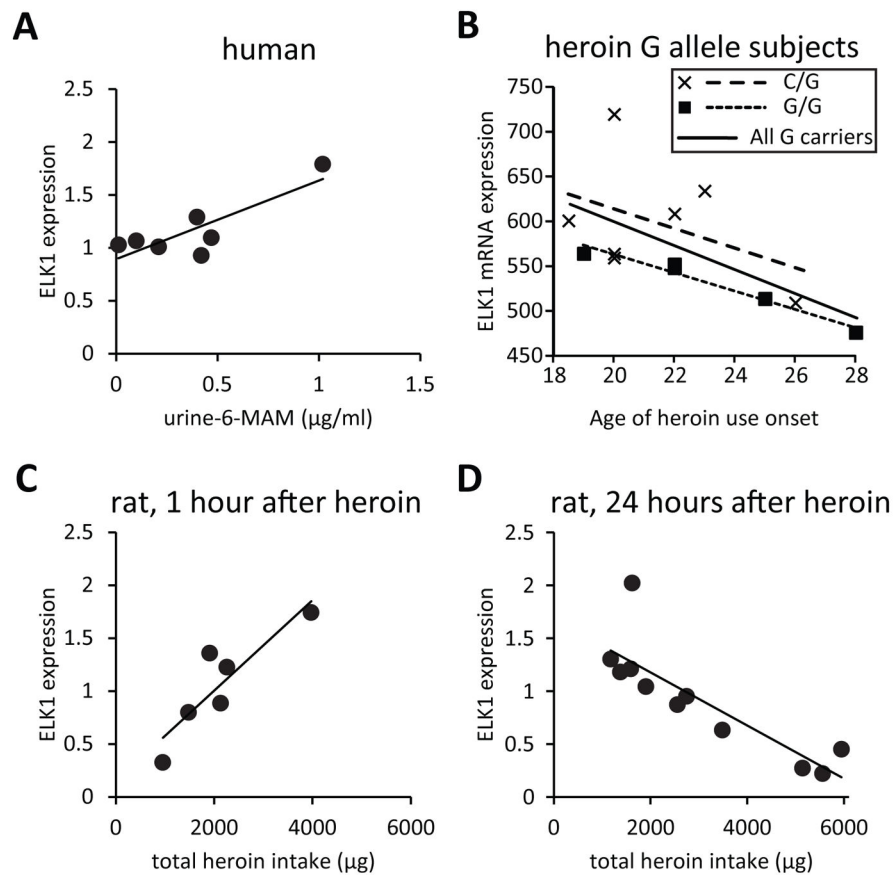 A
human
ELK1 expression
2.5
2
1.5
1
0.5
0
0
0.5
1
1.5
urine-6-MAM (µg/ml)
B
heroin G allele subjects
C/G
G/G
All G carriers
ELK1 mRNA expression
750
700
650
600
550
500
450
18
20
22
24
26
28
Age of heroin use onset
C
rat, 1 hour after heroin
ELK1 expression
2.5
2
1.5
1
0.5
0
0
2000
4000
6000
total heroin intake (µg)
D
rat, 24 hours after heroin
ELK1 expression
2.5
2
1.5
1
0.5
0
0
2000
4000
6000
total heroin intake (µg)